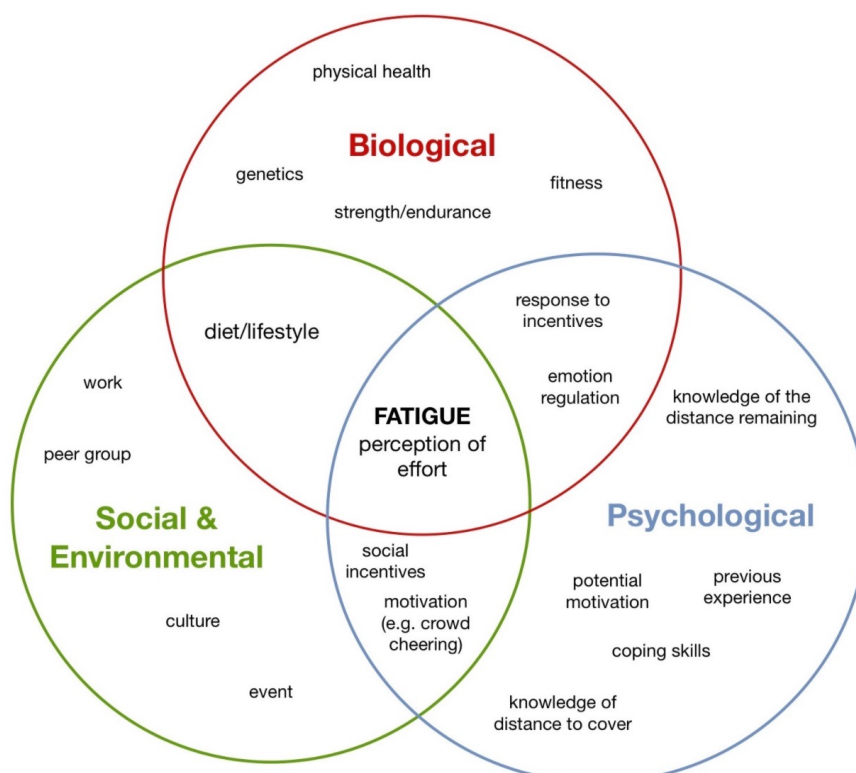 physical health
Biological
genetics
fitness
strength/endurance
response to
incentives
diet/lifestyle
emotion
regulation
work
knowledge of the
distance remaining
FATIGUE
perception of
effort
peer group
Social &
Environmental
Psychological
social
incentives
motivation
(e.g. crowd
cheering)
potential
motivation
previous
experience
culture
coping skills
event
knowledge of
distance to cover